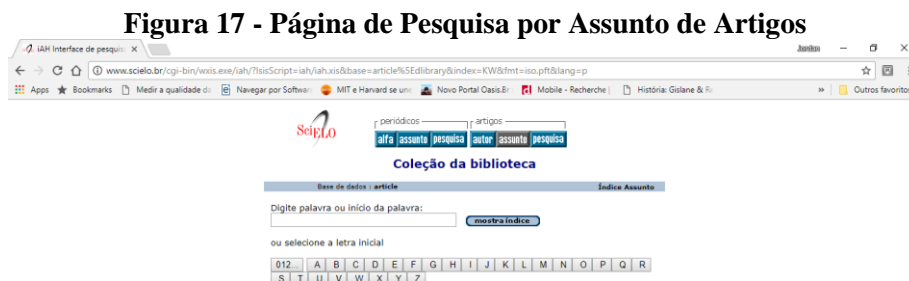 Figura 17 - Página de Pesquisa por Assunto de Artigos
iAH Interface de pesquis
www.scielo.br/cgi-bin/wxis.exe/iah/?IsisScript=iah/iah.xis&base=article%5Edlibrary&index=KW&fmt=iso.pft&lang=p
Apps Bookmarks Medir a qualidade da Navegar por Softwar MIT e Harvard se une Novo Portal Oasis.Br Mobile - Recherche | História: Gislane & Re » Outros favoritos
SciELO
periódicos artigos
alfa assunto pesquisa autor assunto pesquisa
Coleção da biblioteca
Base de dados : article Índice Assunto
Digite palavra ou início da palavra:
mostra índice
ou selecione a letra inicial
012... A B C D E F G H I J K L M N O P Q R
S T U V W X Y Z